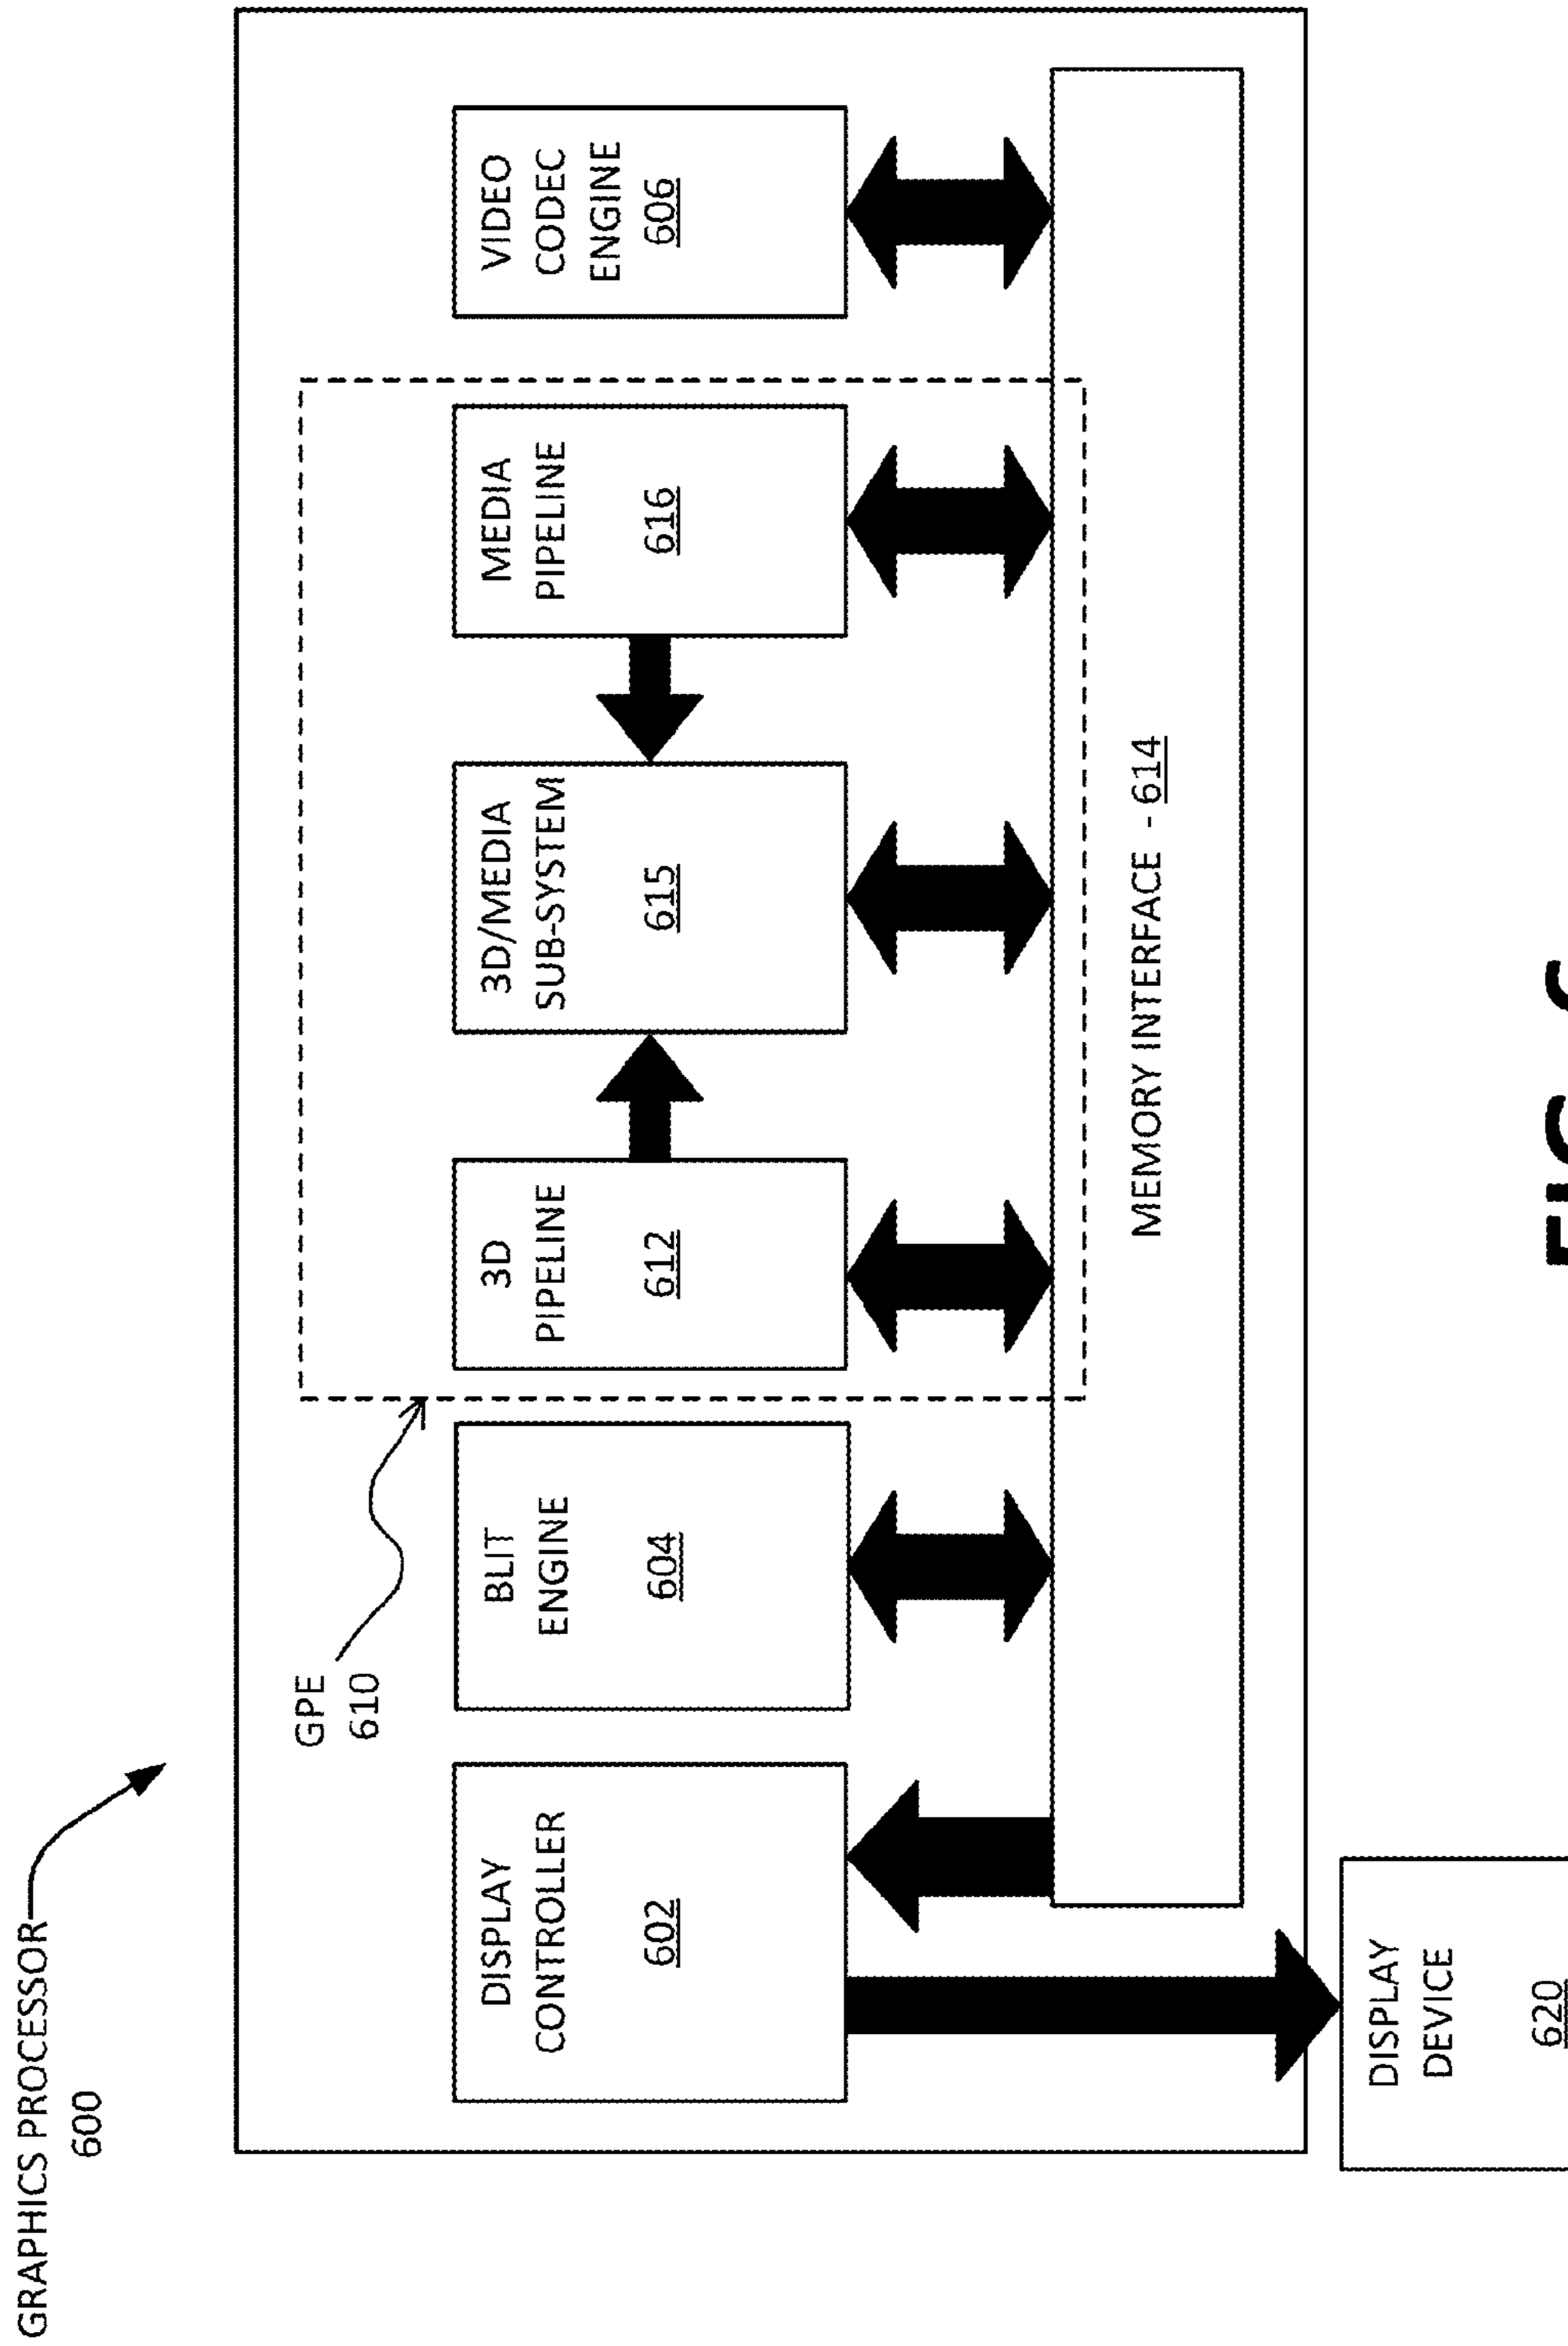 GRAPHICS PROCESSOR
600
GPE
610
DISPLAY
CONTROLLER
602
BLIT
ENGINE
604
3D
PIPELINE
612
3D/MEDIA
SUB-SYSTEM
615
MEDIA
PIPELINE
616
VIDEO
CODEC
ENGINE
606
MEMORY INTERFACE - 614
DISPLAY
DEVICE
620